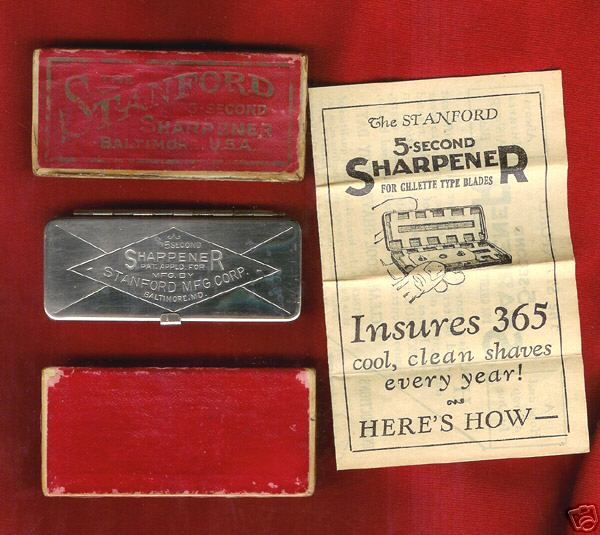 THE
STANFORD
5-SECOND
SHARPENER
BALTIMORE, U.S.A.
5 SECOND
SHARPENER
PAT. APPLD. FOR
MFG. BY
STANFORD MFG. CORP.
BALTIMORE, MD.
The STANFORD
5-SECOND
SHARPENER
FOR GILLETTE TYPE BLADES
Insures 365
cool, clean shaves
every year!
HERE'S HOW—